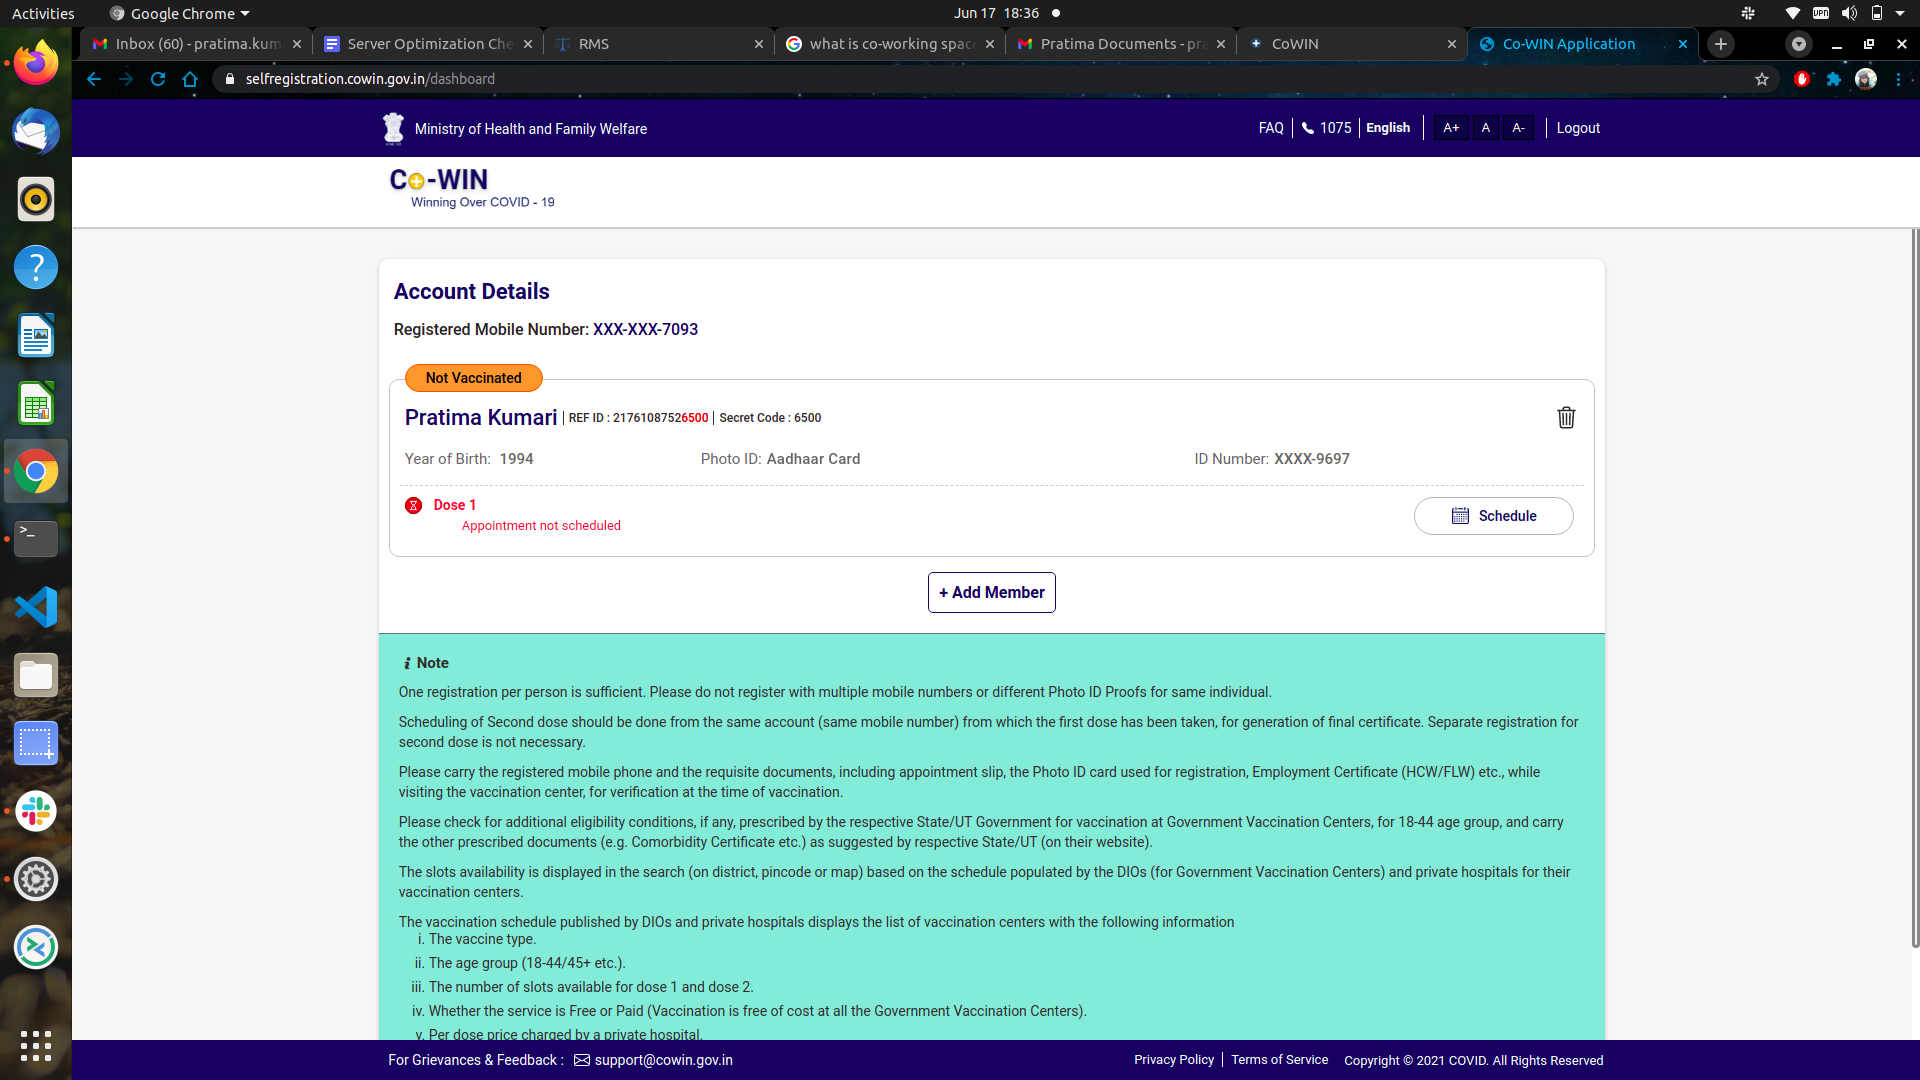 Activities
Google Chrome
Jun 17 18:36
VPN
Inbox (60) - pratima.kum
Server Optimization Che
RMS
what is co-working spac
Pratima Documents - pra
CoWIN
Co-WIN Application
selfregistration.cowin.gov.in/dashboard
Ministry of Health and Family Welfare
FAQ
1075
English
A+
A
A-
Logout
Co-WIN
Winning Over COVID - 19
Account Details
Registered Mobile Number: XXX-XXX-7093
Not Vaccinated
Pratima Kumari | REF ID : 21761087526500 | Secret Code : 6500
Year of Birth: 1994
Photo ID: Aadhaar Card
ID Number: XXXX-9697
Dose 1
Appointment not scheduled
Schedule
+ Add Member
i Note
One registration per person is sufficient. Please do not register with multiple mobile numbers or different Photo ID Proofs for same individual.
Scheduling of Second dose should be done from the same account (same mobile number) from which the first dose has been taken, for generation of final certificate. Separate registration for
second dose is not necessary.
Please carry the registered mobile phone and the requisite documents, including appointment slip, the Photo ID card used for registration, Employment Certificate (HCW/FLW) etc., while
visiting the vaccination center, for verification at the time of vaccination.
Please check for additional eligibility conditions, if any, prescribed by the respective State/UT Government for vaccination at Government Vaccination Centers, for 18-44 age group, and carry
the other prescribed documents (e.g. Comorbidity Certificate etc.) as suggested by respective State/UT (on their website).
The slots availability is displayed in the search (on district, pincode or map) based on the schedule populated by the DIOs (for Government Vaccination Centers) and private hospitals for their
vaccination centers.
The vaccination schedule published by DIOs and private hospitals displays the list of vaccination centers with the following information
i. The vaccine type.
ii. The age group (18-44/45+ etc.).
iii. The number of slots available for dose 1 and dose 2.
iv. Whether the service is Free or Paid (Vaccination is free of cost at all the Government Vaccination Centers).
v. Per dose price charged by a private hospital.
For Grievances & Feedback : support@cowin.gov.in
Privacy Policy | Terms of Service
Copyright © 2021 COVID. All Rights Reserved